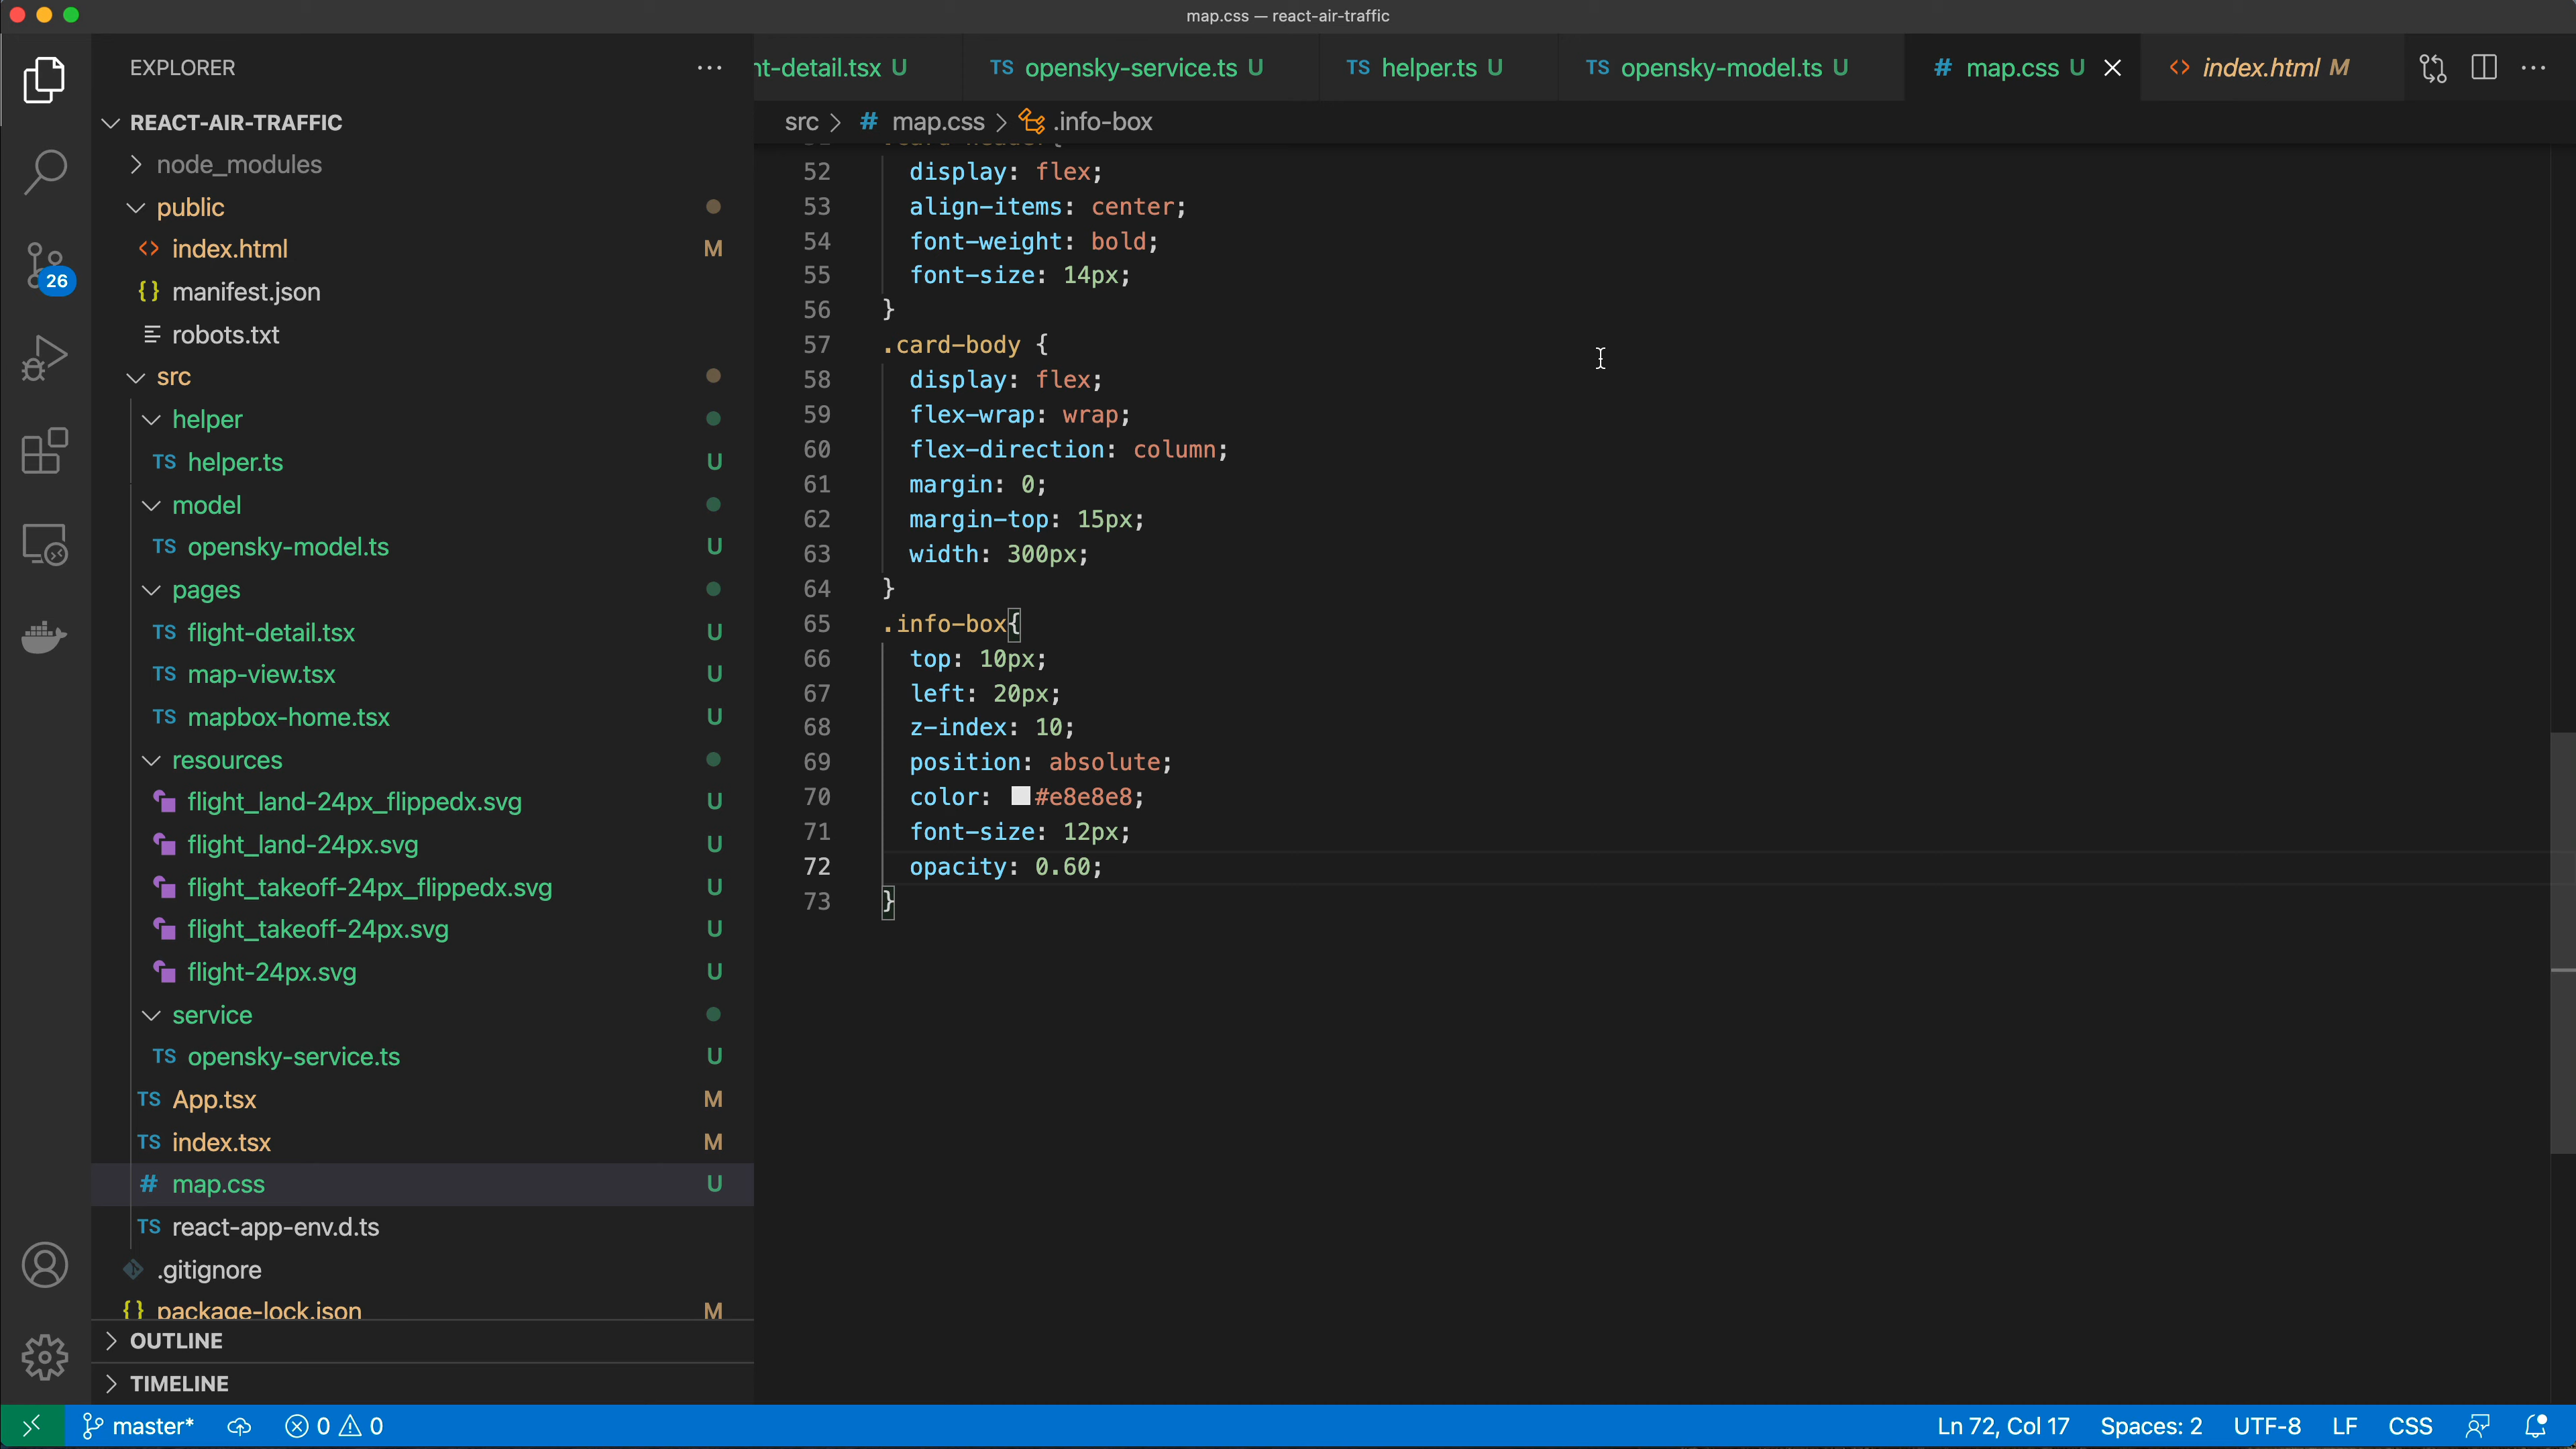 map.css — react-air-traffic
EXPLORER
REACT-AIR-TRAFFIC
node_modules
public
<> index.html M
{} manifest.json
robots.txt
src
helper
TS helper.ts U
model
TS opensky-model.ts U
pages
TS flight-detail.tsx U
TS map-view.tsx U
TS mapbox-home.tsx U
resources
flight_land-24px_flippedx.svg U
flight_land-24px.svg U
flight_takeoff-24px_flippedx.svg U
flight_takeoff-24px.svg U
flight-24px.svg U
service
TS opensky-service.ts U
TS App.tsx M
TS index.tsx M
# map.css U
TS react-app-env.d.ts
.gitignore
{} package-lock.json M
OUTLINE
TIMELINE
26
nt-detail.tsx U
TS opensky-service.ts U
TS helper.ts U
TS opensky-model.ts U
# map.css U
<> index.html M
src > # map.css > .info-box
52 display: flex;
53 align-items: center;
54 font-weight: bold;
55 font-size: 14px;
56 }
57 .card-body {
58 display: flex;
59 flex-wrap: wrap;
60 flex-direction: column;
61 margin: 0;
62 margin-top: 15px;
63 width: 300px;
64 }
65 .info-box{
66 top: 10px;
67 left: 20px;
68 z-index: 10;
69 position: absolute;
70 color: #e8e8e8;
71 font-size: 12px;
72 opacity: 0.60;
73 }
master* 0 0 Ln 72, Col 17 Spaces: 2 UTF-8 LF CSS